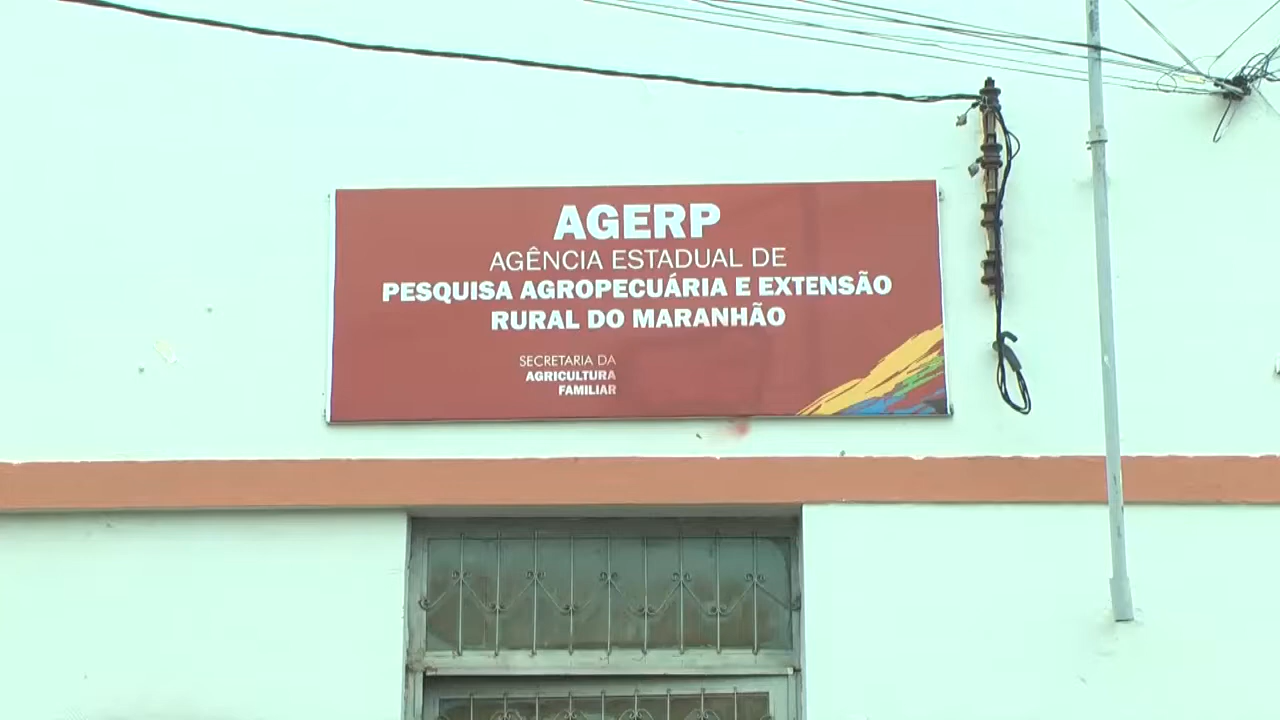 AGERP
AGÊNCIA ESTADUAL DE
PESQUISA AGROPECUÁRIA E EXTENSÃO
RURAL DO MARANHÃO
SECRETARIA DA
AGRICULTURA
FAMILIAR